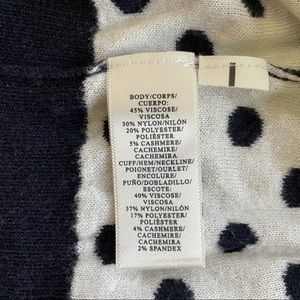 BODY/CORPS/
CUERPO:
45% VISCOSE/
VISCOSA
30% NYLON/NILÓN
20% POLYESTER/
POLIÉSTER
5% CASHMERE/
CACHEMIRE/
CACHEMIRA
CUFF/HEM/NECKLINE/
POIGNET/OURLET/
ENCOLURE/
PUÑO/DOBLADILLO/
ESCOTE:
40% VISCOSE/
VISCOSA
37% NYLON/NILÓN
17% POLYESTER/
POLIÉSTER
4% CASHMERE/
CACHEMIRE/
CACHEMIRA
2% SPANDEX